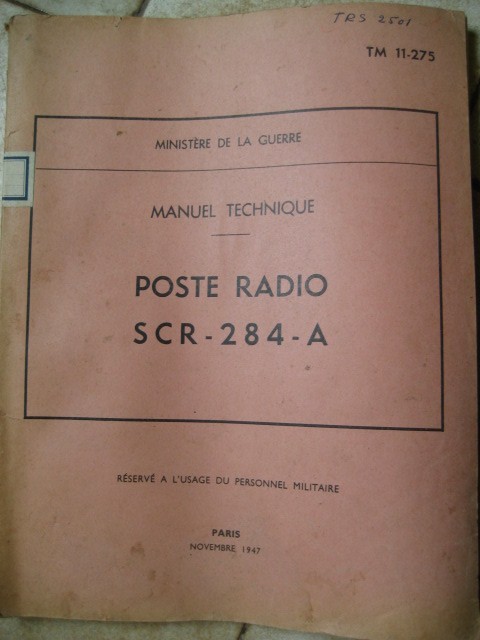 TRS 2501
TM 11-275
MINISTÈRE DE LA GUERRE
MANUEL TECHNIQUE
POSTE RADIO
SCR-284-A
RÉSERVÉ A L'USAGE DU PERSONNEL MILITAIRE
PARIS
NOVEMBRE 1947